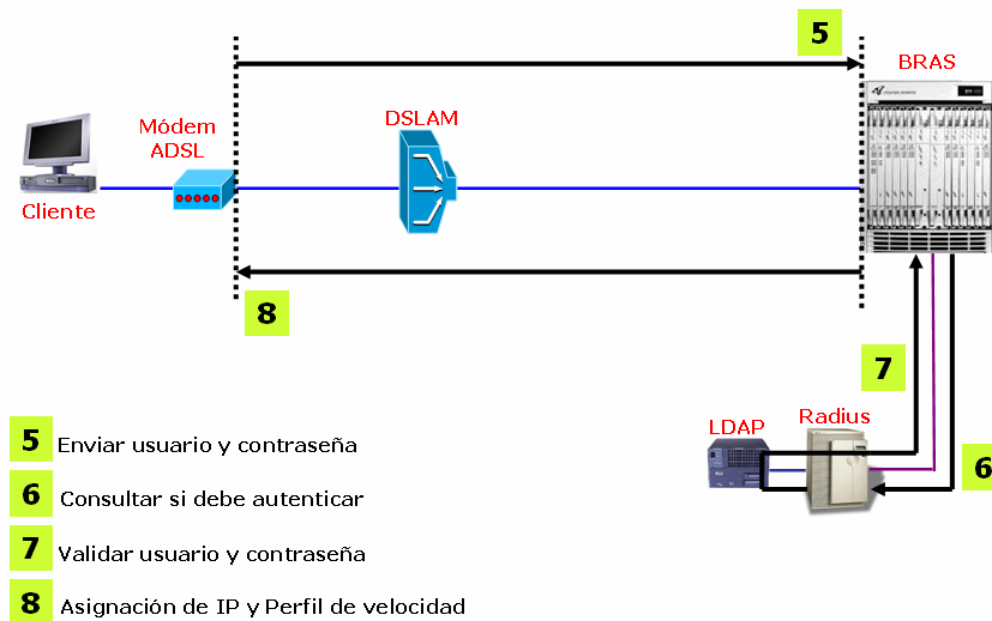 5
BRAS
DSLAM
Módem
ADSL
Cliente
8
7
LDAP
Radius
6
5 Enviar usuario y contraseña
6 Consultar si debe autenticar
7 Validar usuario y contraseña
8 Asignación de IP y Perfil de velocidad